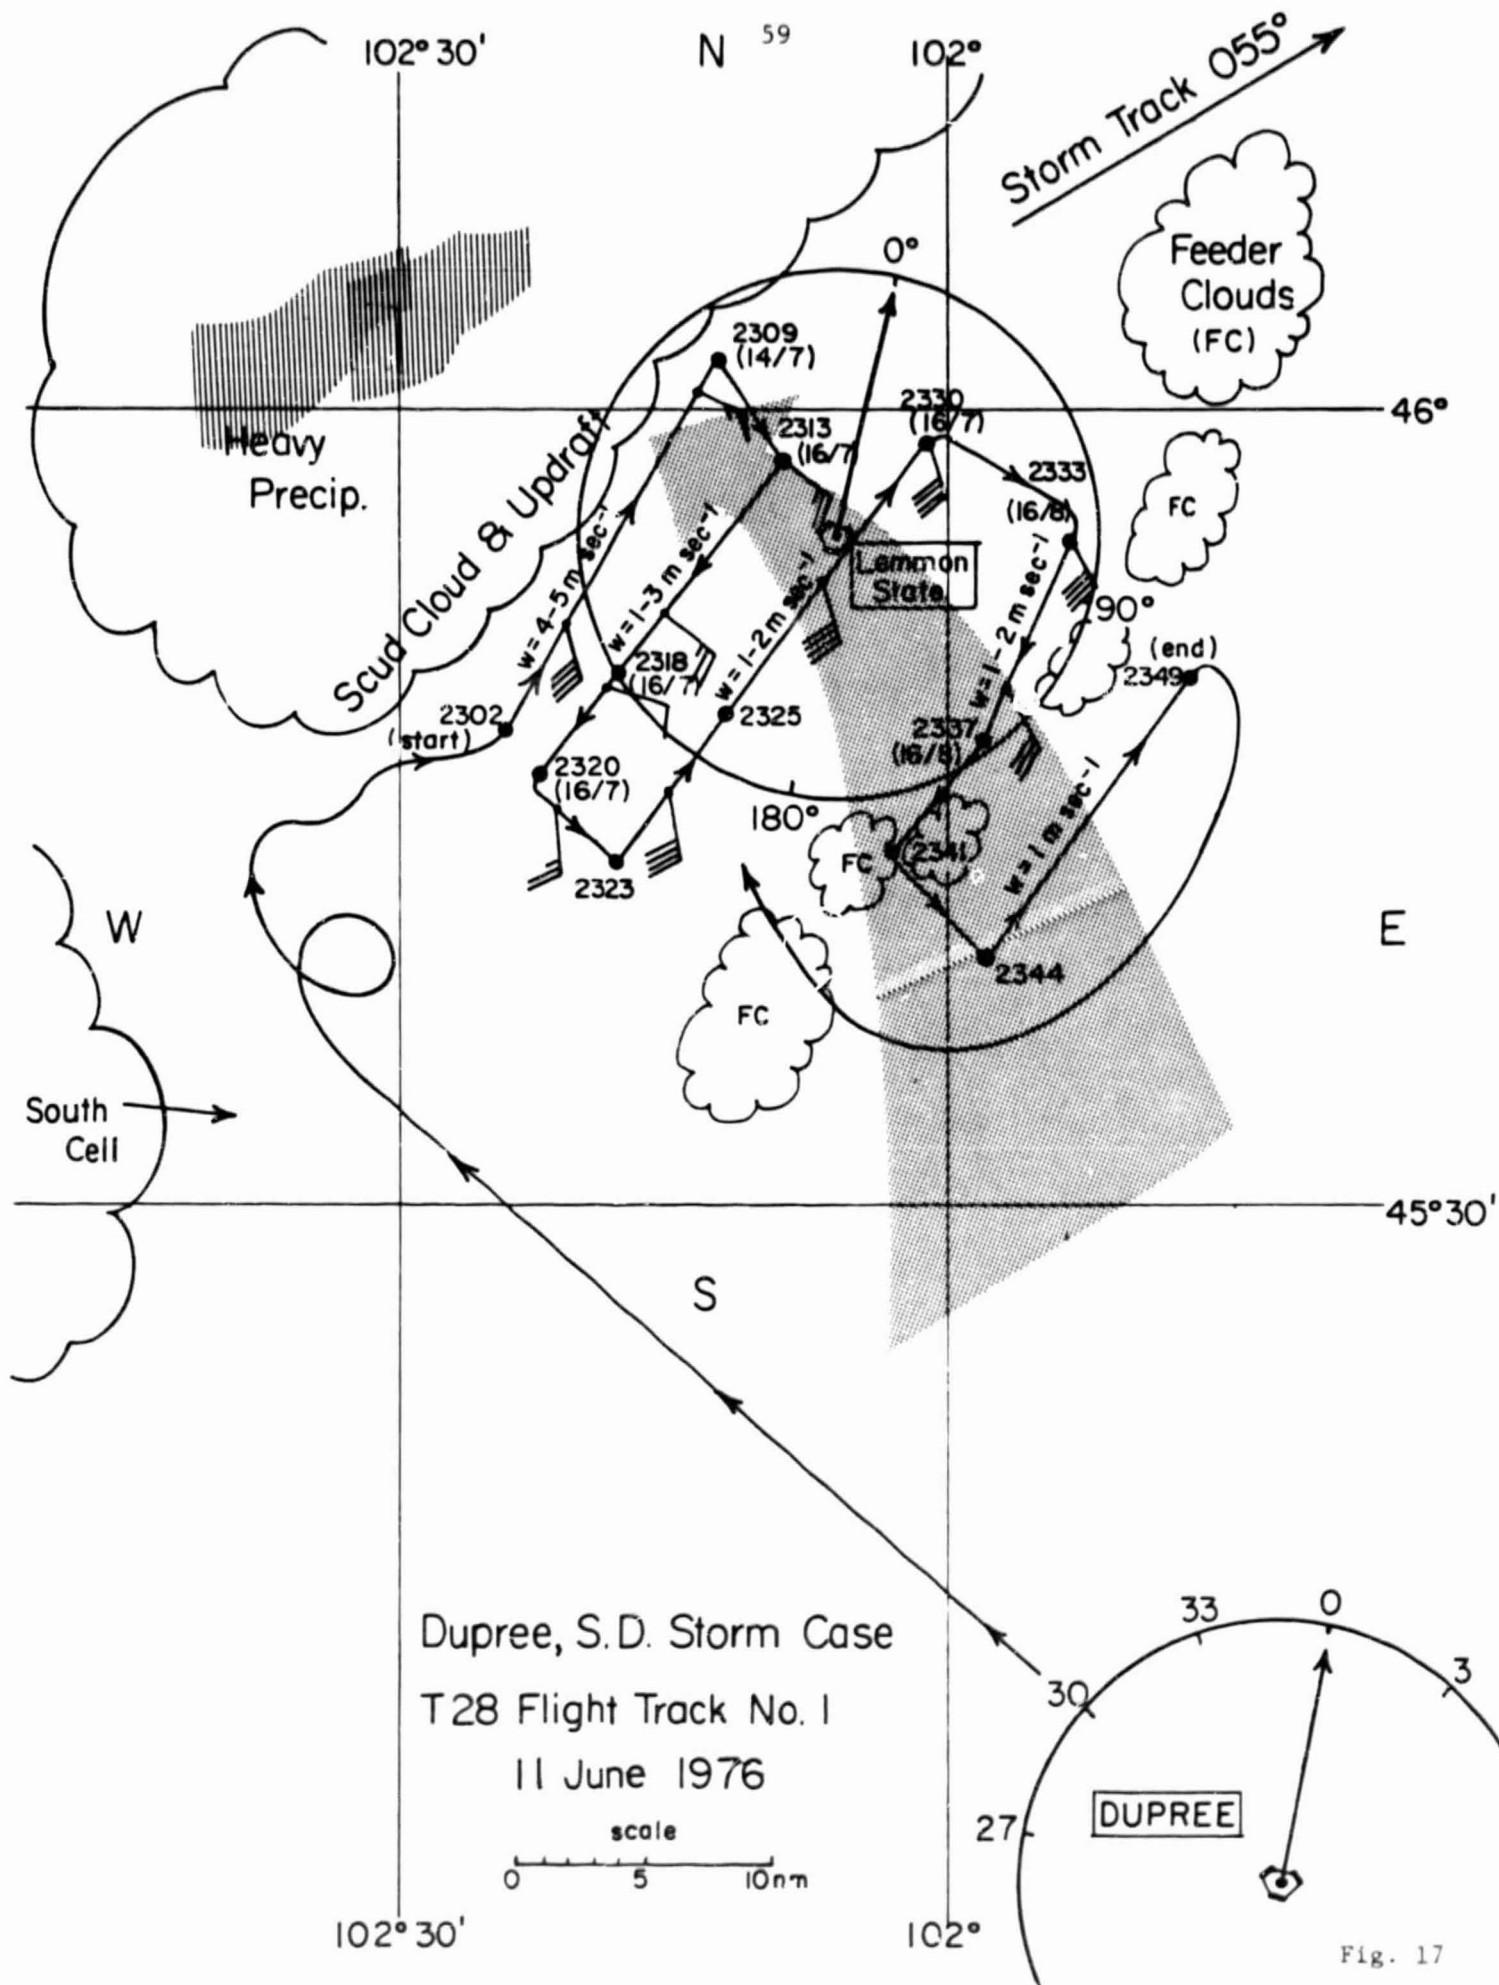 59
102° 30'
N
102°
Storm Track 055°
Feeder
Clouds
(FC)
0°
2309
(14/7)
46°
2330
(16/7)
2313
(16/7
2333
(16/8)
Heavy
Precip.
FC
Scud Cloud & Updraft
w = 4-5 m sec⁻¹
w = 1-3 m sec⁻¹
w = 1-2 m sec⁻¹
Lemmon
State
w = 1-2 m sec⁻¹
90°
(end)
2349
2318
(16/7)
2302
(start)
2325
2337
(16/8)
2320
(16/7)
180°
w = 1 m sec⁻¹
FC
2341
2323
W
E
2344
FC
South
Cell
45°30'
S
Dupree, S.D. Storm Case
T28 Flight Track No. 1
11 June 1976
scale
0 5 10nm
33
0
3
30
27
DUPREE
102° 30'
102°
Fig. 17